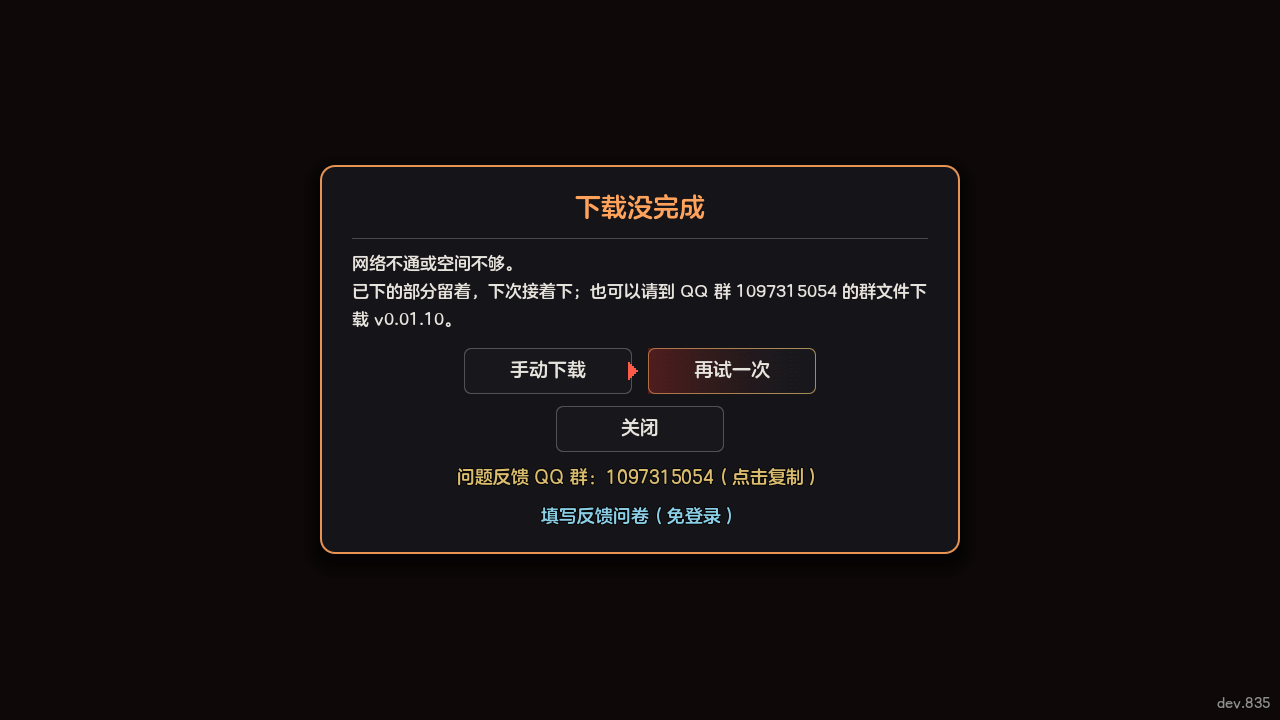 下载没完成
网络不通或空间不够。
已下的部分留着，下次接着下；也可以请到 QQ 群 1097315054 的群文件下
载 v0.01.10。
手动下载
再试一次
关闭
问题反馈 QQ 群：1097315054（点击复制）
填写反馈问卷（免登录）
dev.835